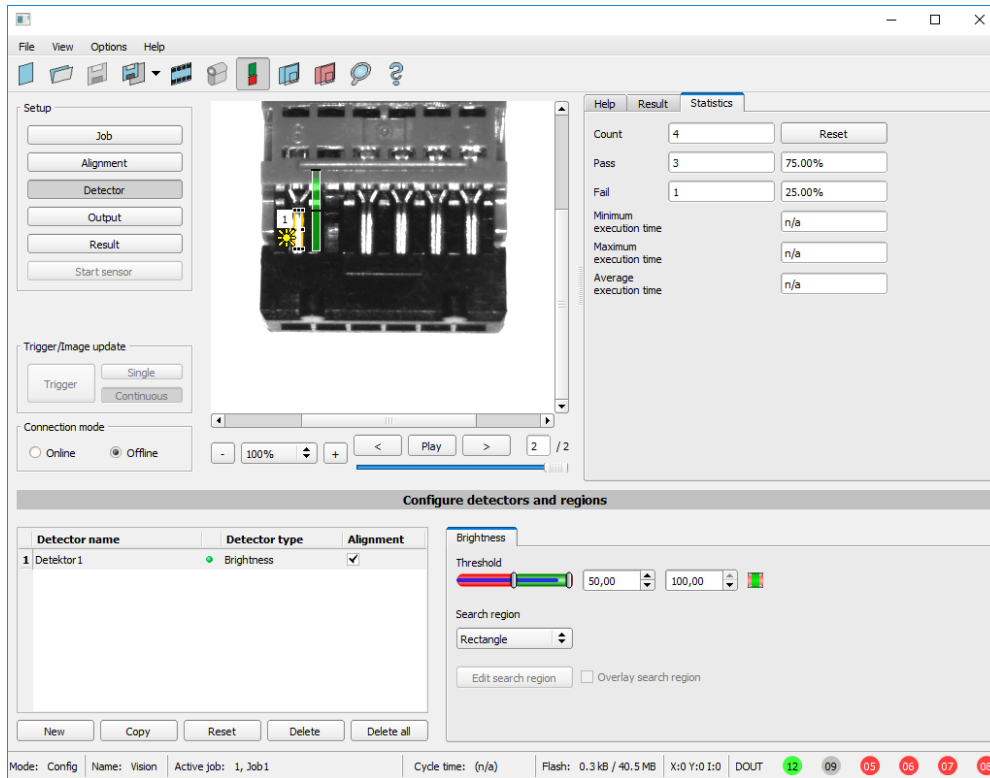 File View Options Help
Setup
Job
Alignment
Detector
Output
Result
Start sensor
Trigger/Image update
Trigger
Single
Continuous
Connection mode
Online Offline
1
- 100% + < Play > 2 / 2
Help Result Statistics
Count 4 Reset
Pass 3 75.00%
Fail 1 25.00%
Minimum
execution time n/a
Maximum
execution time n/a
Average
execution time n/a
Configure detectors and regions
Detector name Detector type Alignment
1 Detektor1 Brightness
New Copy Reset Delete Delete all
Brightness
Threshold
50,00 100,00
Search region
Rectangle
Edit search region Overlay search region
Mode: Config Name: Vision Active job: 1, Job1 Cycle time: (n/a) Flash: 0.3 kB / 40.5 MB X:0 Y:0 I:0 DOUT 12 09 05 06 07 08